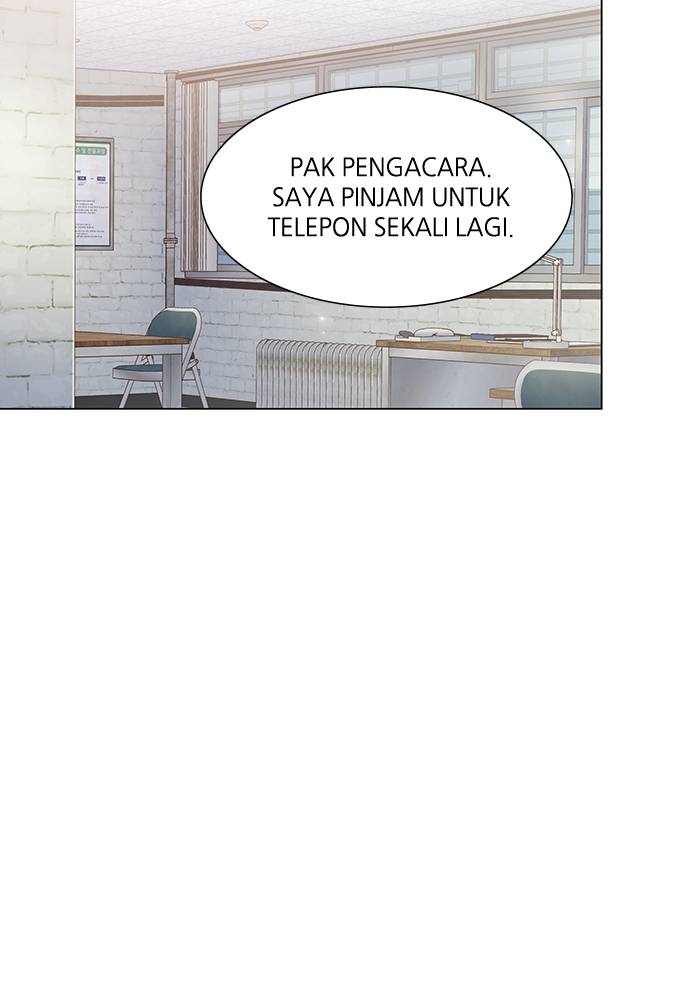 PAK PENGACARA.
SAYA PINJAM UNTUK
TELEPON SEKALI LAGI.